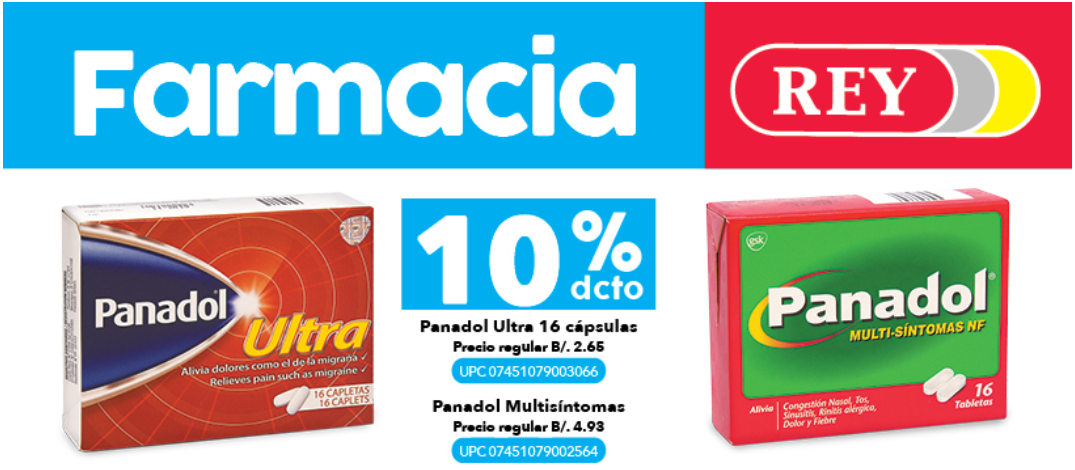 Farmacia
REY
Panadol
Ultra
Alivia dolores como el de la migraña
Relieves pain such as migraine
16 CAPLETAS
16 CAPLETS
10%
dcto
Panadol Ultra 16 cápsulas
Precio regular B/. 2.65
UPC 07451079003066
Panadol Multisíntomas
Precio regular B/. 4.93
UPC 07451079002564
gsk
Panadol®
MULTI-SÍNTOMAS NF
Alivia
Congestión Nasal, Tos,
Sinusitis, Rinitis alérgica,
Dolor y Fiebre
16
Tabletas